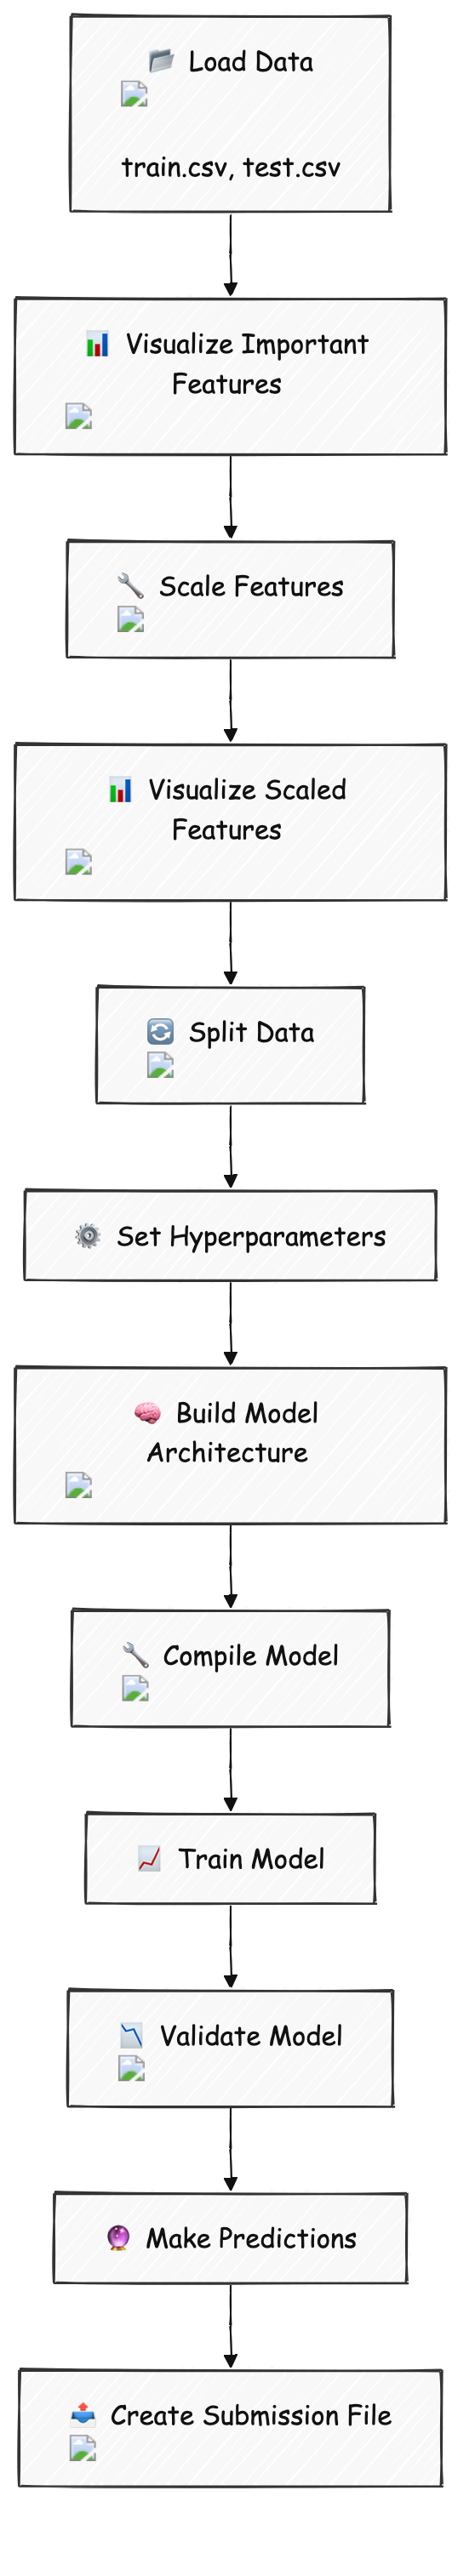 Load Data
train.csv, test.csv
Visualize Important
Features
Scale Features
Visualize Scaled
Features
Split Data
Set Hyperparameters
Build Model
Architecture
Compile Model
Train Model
Validate Model
Make Predictions
Create Submission File